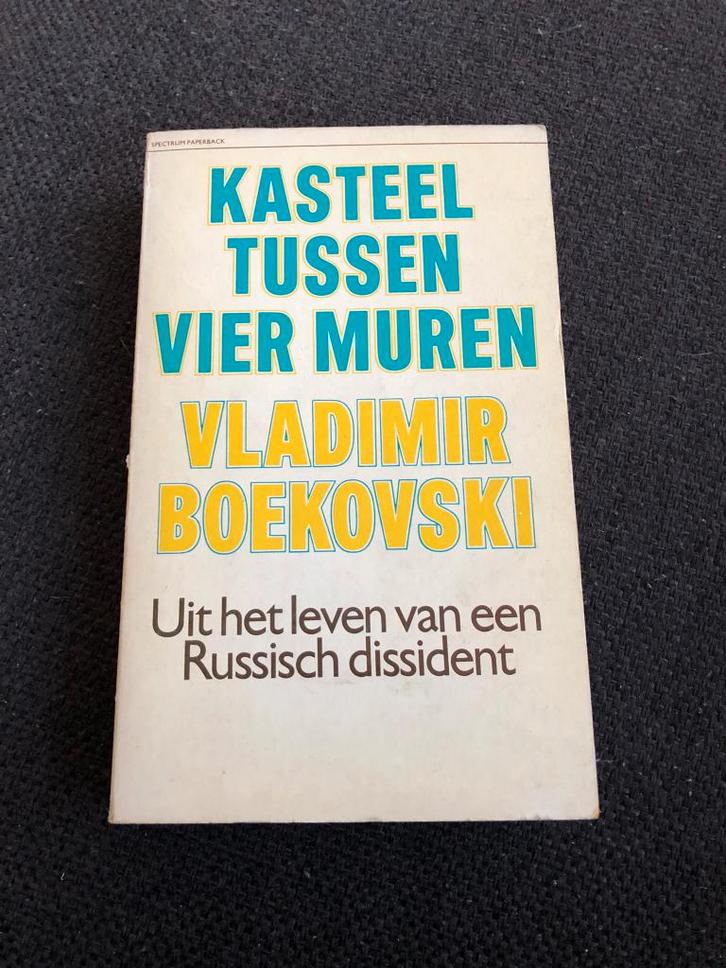 SPECTRUM PAPERBACK
KASTEEL
TUSSEN
VIER MUREN
VLADIMIR
BOEKOVSKI
Uit het leven van een
Russisch dissident